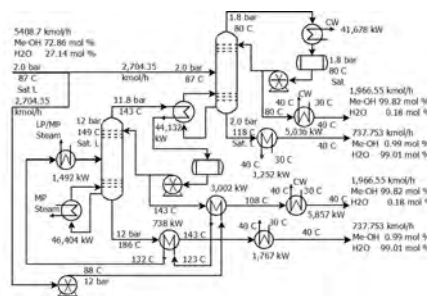 1.8 bar
80 C
CW
41,678 kW
5408.7 kmol/h
Me-OH 72.86 mol %
H2O 27.14 mol %
2.0 bar
87 C
Sat L
2,704.35
kmol/h
2.0 bar
87 C
1.8 bar
80 C
Sat
2,704.35
kmol/h
11.8 bar
143 C
44,132
kW
80 C
CW
40 C
30 C
5,036 kW
40 C
1,966.55 kmol/h
Me-OH 99.82 mol %
H2O 0.18 mol %
2.0 bar
118 C
Sat.
40 C
30 C
3,252 kW
40 C
737.753 kmol/h
Me-OH 0.99 mol %
H2O 99.01 mol %
LP/MP
Steam
12 bar
149 C
Sat. L
1,492 kW
MP
Steam
46,404 kW
143 C
3,002 kW
108 C
CW
40 C
30 C
40 C
5,857 kW
1,966.55 kmol/h
Me-OH 99.82 mol %
H2O 0.18 mol %
12 bar
186 C
738 kW
143 C
40 C
30 C
40 C
1,767 kW
737.753 kmol/h
Me-OH 0.99 mol %
H2O 99.01 mol %
122 C
123 C
88 C
12 bar